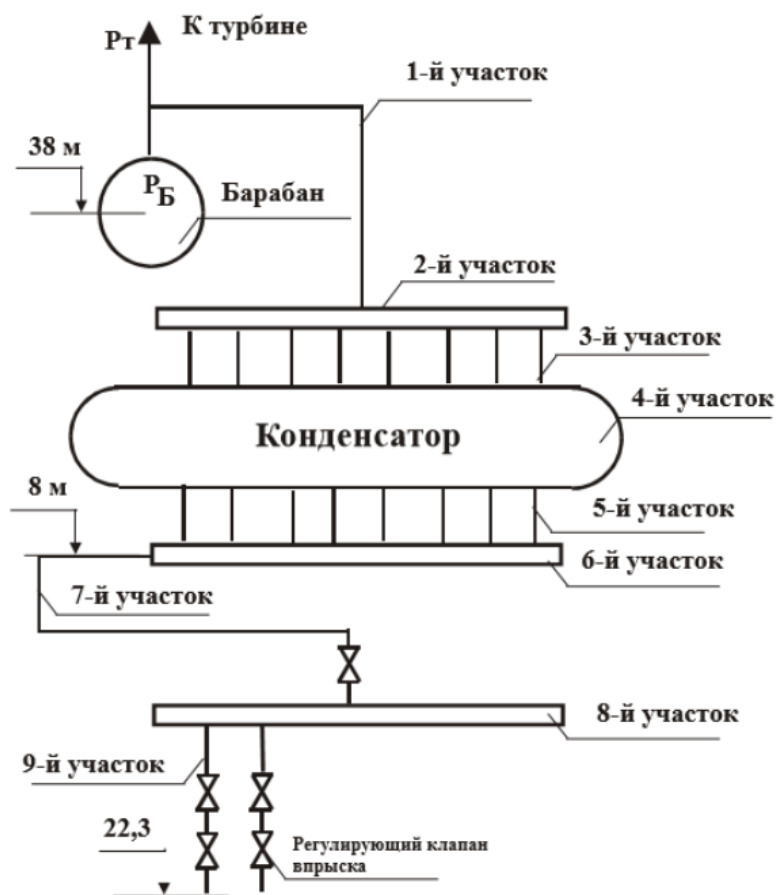 К турбине
Рт
1-й участок
38 м
РБ
Барабан
2-й участок
3-й участок
4-й участок
Конденсатор
8 м
5-й участок
6-й участок
7-й участок
8-й участок
9-й участок
22,3
Регулирующий клапан
впрыска